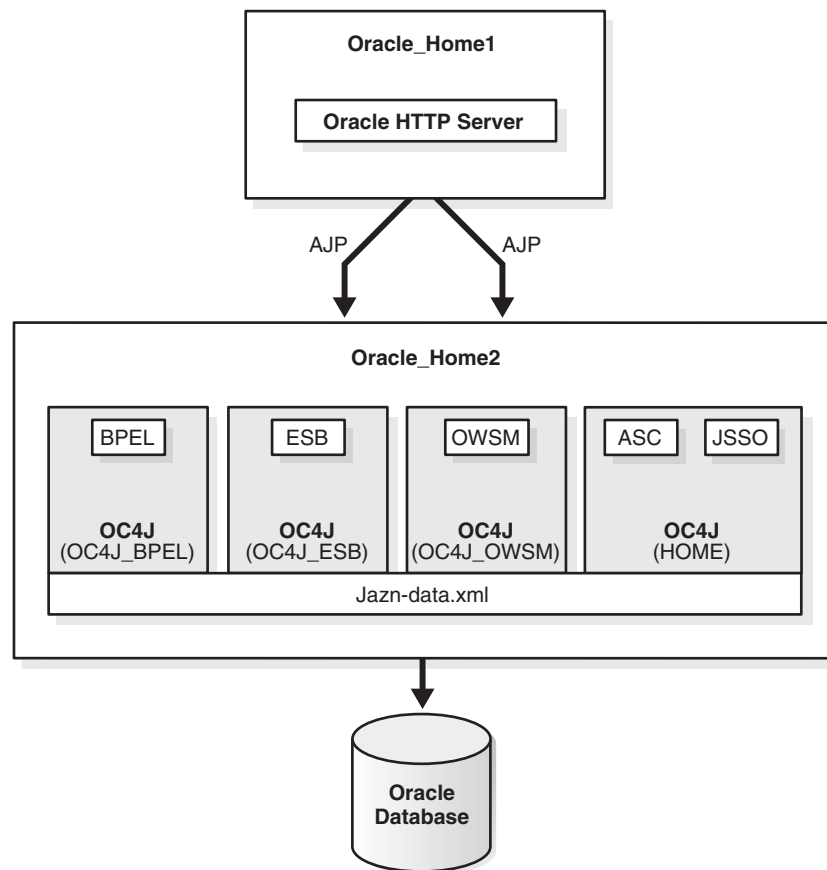 Oracle_Home1
Oracle HTTP Server
AJP
AJP
Oracle_Home2
BPEL
ESB
OWSM
ASC
JSSO
OC4J
(OC4J_BPEL)
OC4J
(OC4J_ESB)
OC4J
(OC4J_OWSM)
OC4J
(HOME)
Jazn-data.xml
Oracle
Database